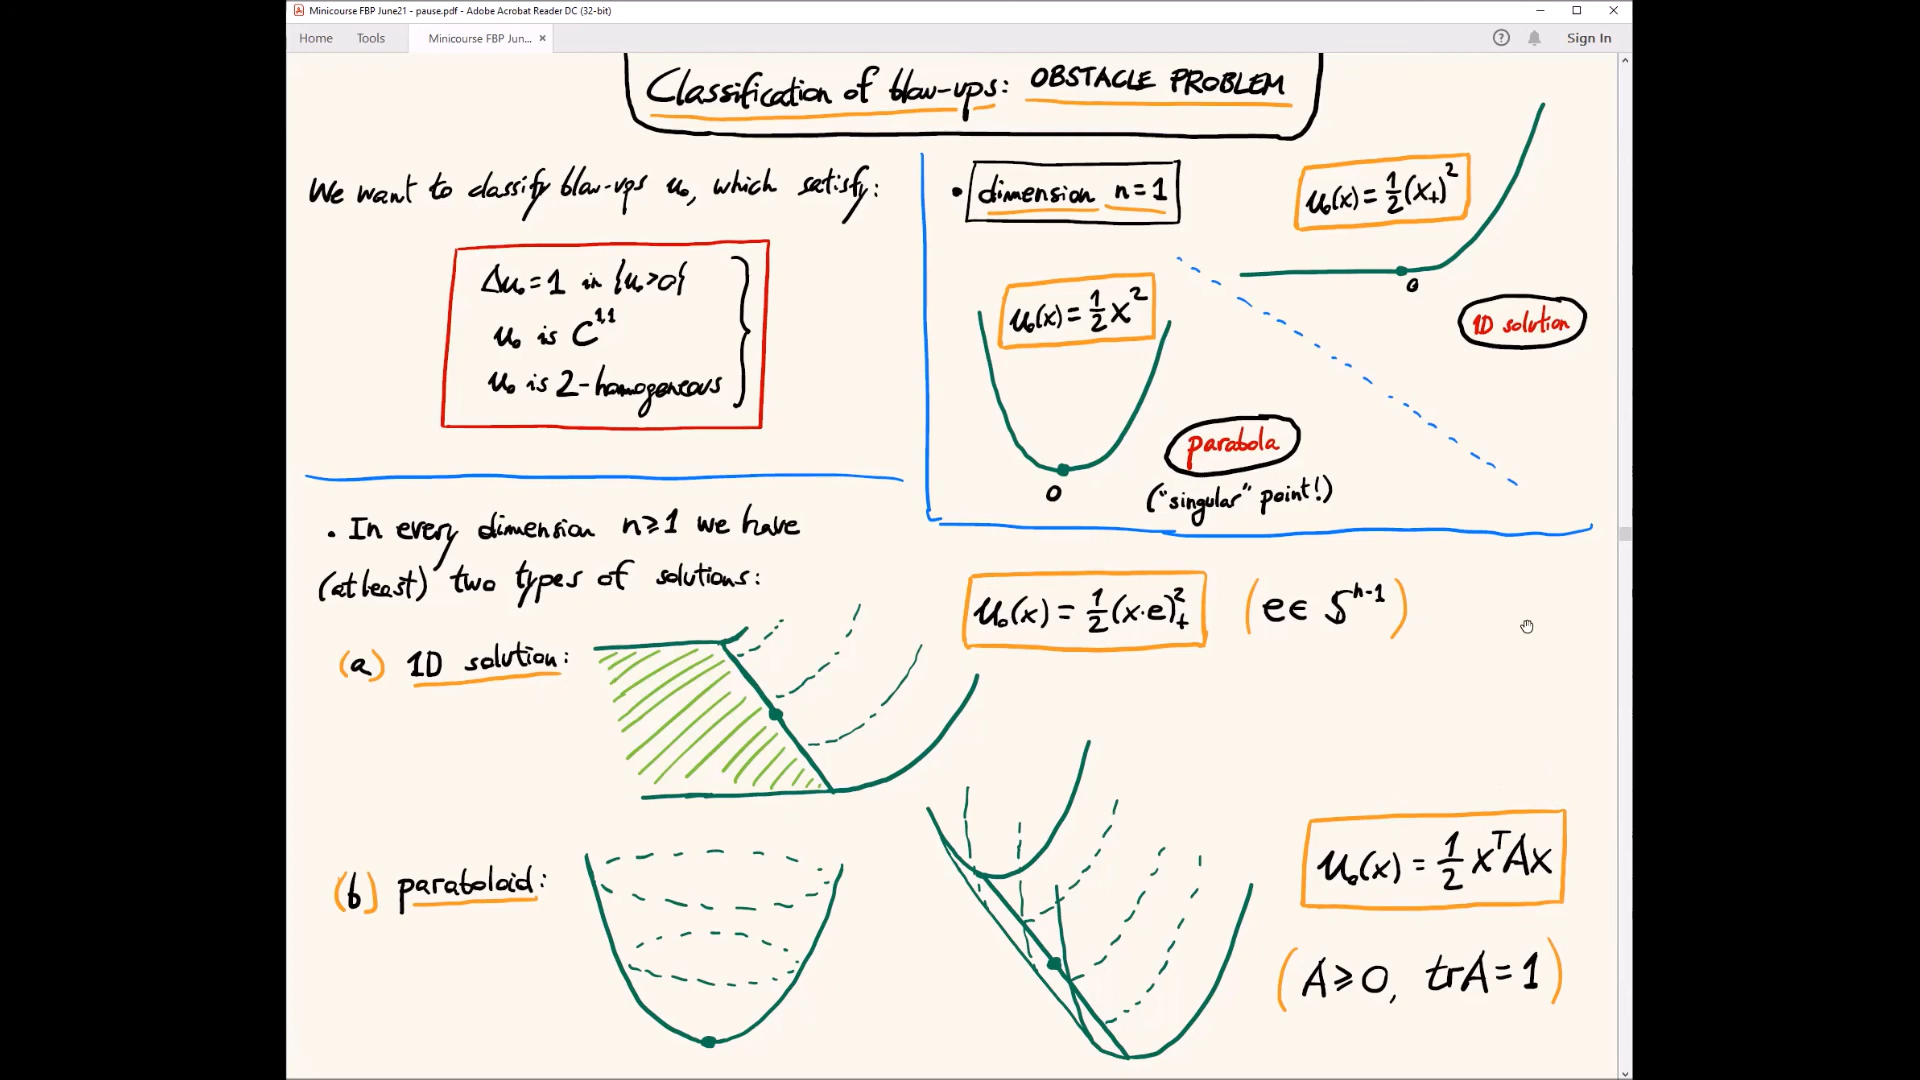 Minicourse FBP June21 - pause.pdf - Adobe Acrobat Reader DC (32-bit)
Home Tools Minicourse FBP Jun... × Sign In
Classification of blow-ups: OBSTACLE PROBLEM
We want to classify blow-ups u₀, which satisfy:
Δu₀ = 1 in {u₀>0}
u₀ is C^{1,1}
u₀ is 2-homogeneous
• dimension n=1
u₀(x) = ½(x₊)²
0
1D solution
u₀(x) = ½x²
0
parabola
("singular" point!)
• In every dimension n≥1 we have
(at least) two types of solutions:
(a) 1D solution:
u₀(x) = ½(x·e)₊² (e∈ S^{n-1})
(b) paraboloid:
u₀(x) = ½ xᵀAx
(A≥0, trA=1)